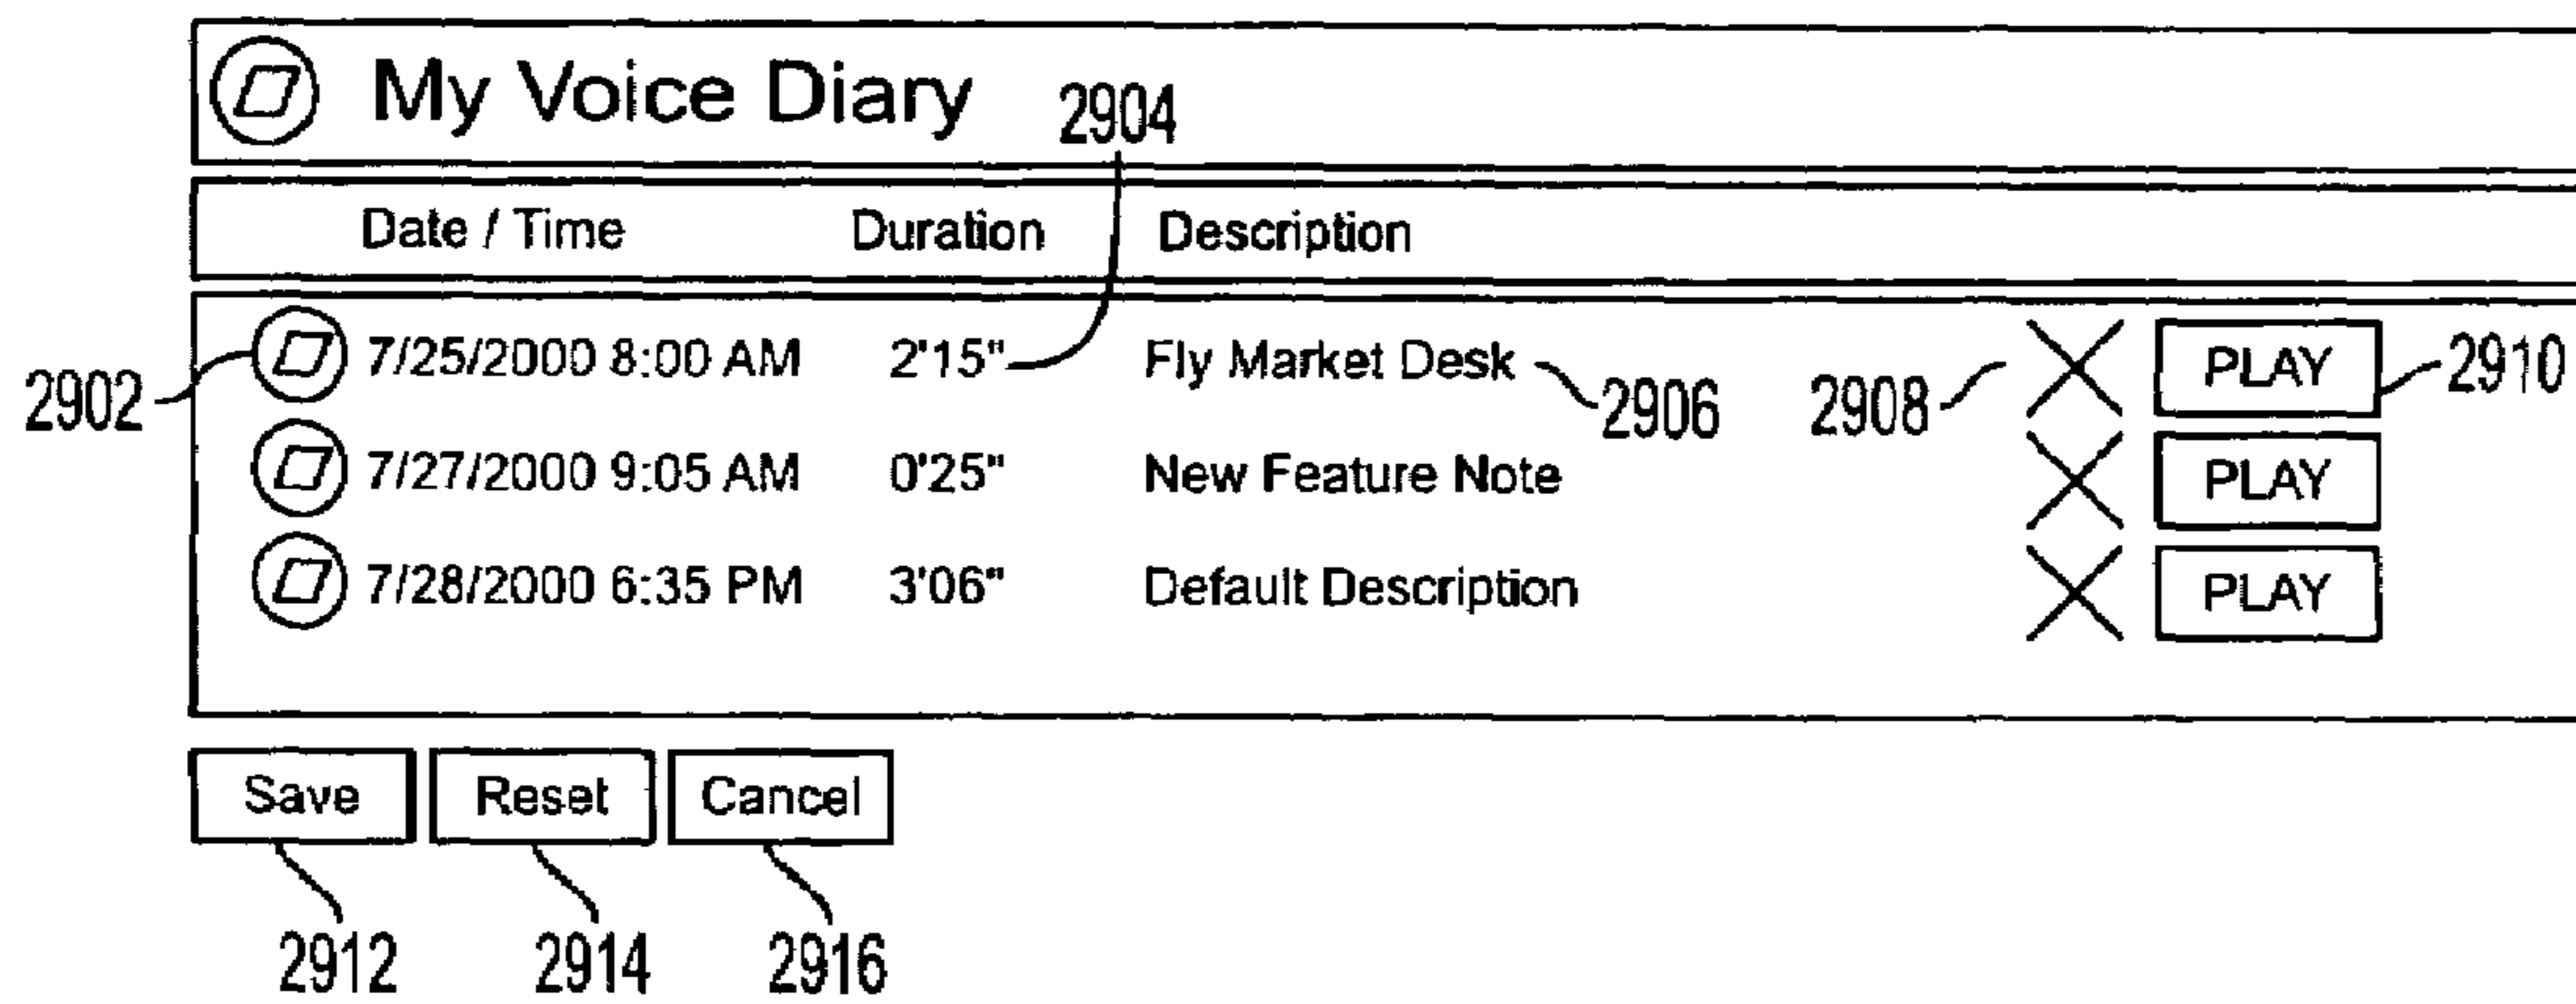 My Voice Diary 2904
Date / Time Duration Description
2902 7/25/2000 8:00 AM 2'15" Fly Market Desk 2906 2908 PLAY 2910
7/27/2000 9:05 AM 0'25" New Feature Note PLAY
7/28/2000 6:35 PM 3'06" Default Description PLAY
Save Reset Cancel
2912 2914 2916